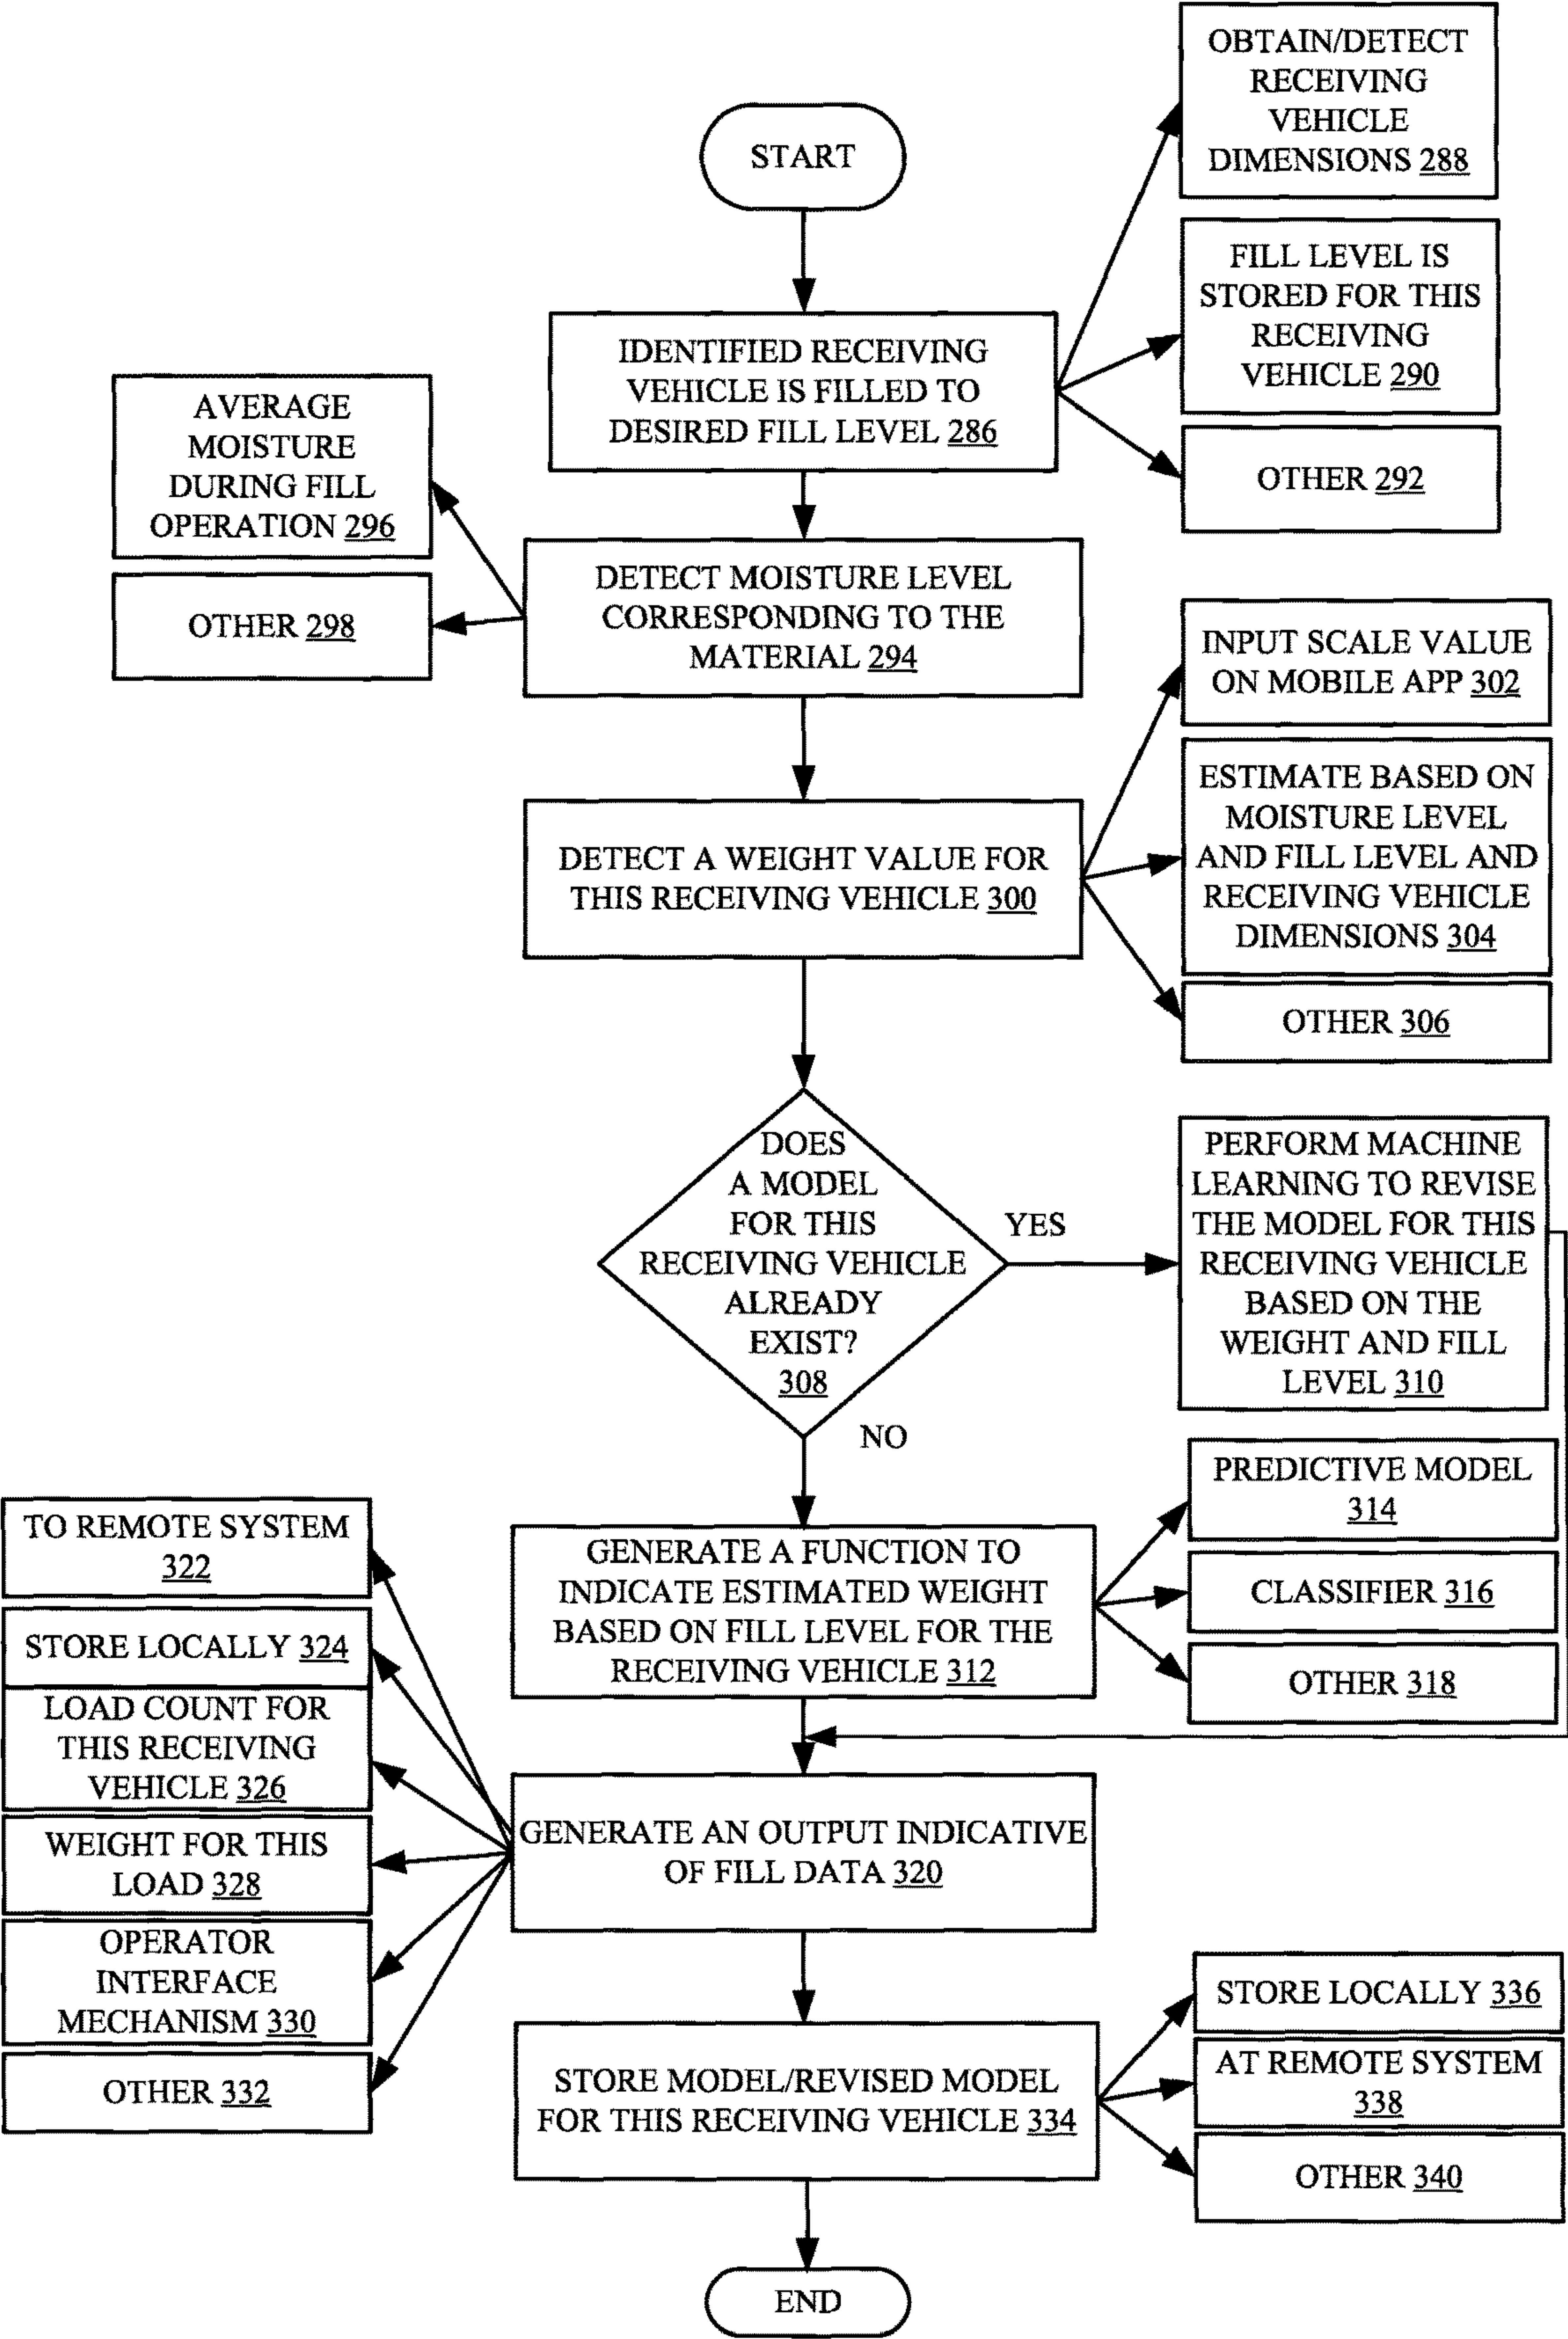 START
OBTAIN/DETECT
RECEIVING
VEHICLE
DIMENSIONS 288
FILL LEVEL IS
STORED FOR THIS
RECEIVING
VEHICLE 290
OTHER 292
IDENTIFIED RECEIVING
VEHICLE IS FILLED TO
DESIRED FILL LEVEL 286
AVERAGE
MOISTURE
DURING FILL
OPERATION 296
OTHER 298
DETECT MOISTURE LEVEL
CORRESPONDING TO THE
MATERIAL 294
INPUT SCALE VALUE
ON MOBILE APP 302
ESTIMATE BASED ON
MOISTURE LEVEL
AND FILL LEVEL AND
RECEIVING VEHICLE
DIMENSIONS 304
OTHER 306
DETECT A WEIGHT VALUE FOR
THIS RECEIVING VEHICLE 300
DOES
A MODEL
FOR THIS
RECEIVING VEHICLE
ALREADY
EXIST?
308
YES
PERFORM MACHINE
LEARNING TO REVISE
THE MODEL FOR THIS
RECEIVING VEHICLE
BASED ON THE
WEIGHT AND FILL
LEVEL 310
NO
PREDICTIVE MODEL
314
CLASSIFIER 316
OTHER 318
GENERATE A FUNCTION TO
INDICATE ESTIMATED WEIGHT
BASED ON FILL LEVEL FOR THE
RECEIVING VEHICLE 312
TO REMOTE SYSTEM
322
STORE LOCALLY 324
LOAD COUNT FOR
THIS RECEIVING
VEHICLE 326
WEIGHT FOR THIS
LOAD 328
OPERATOR
INTERFACE
MECHANISM 330
OTHER 332
GENERATE AN OUTPUT INDICATIVE
OF FILL DATA 320
STORE LOCALLY 336
AT REMOTE SYSTEM
338
OTHER 340
STORE MODEL/REVISED MODEL
FOR THIS RECEIVING VEHICLE 334
END